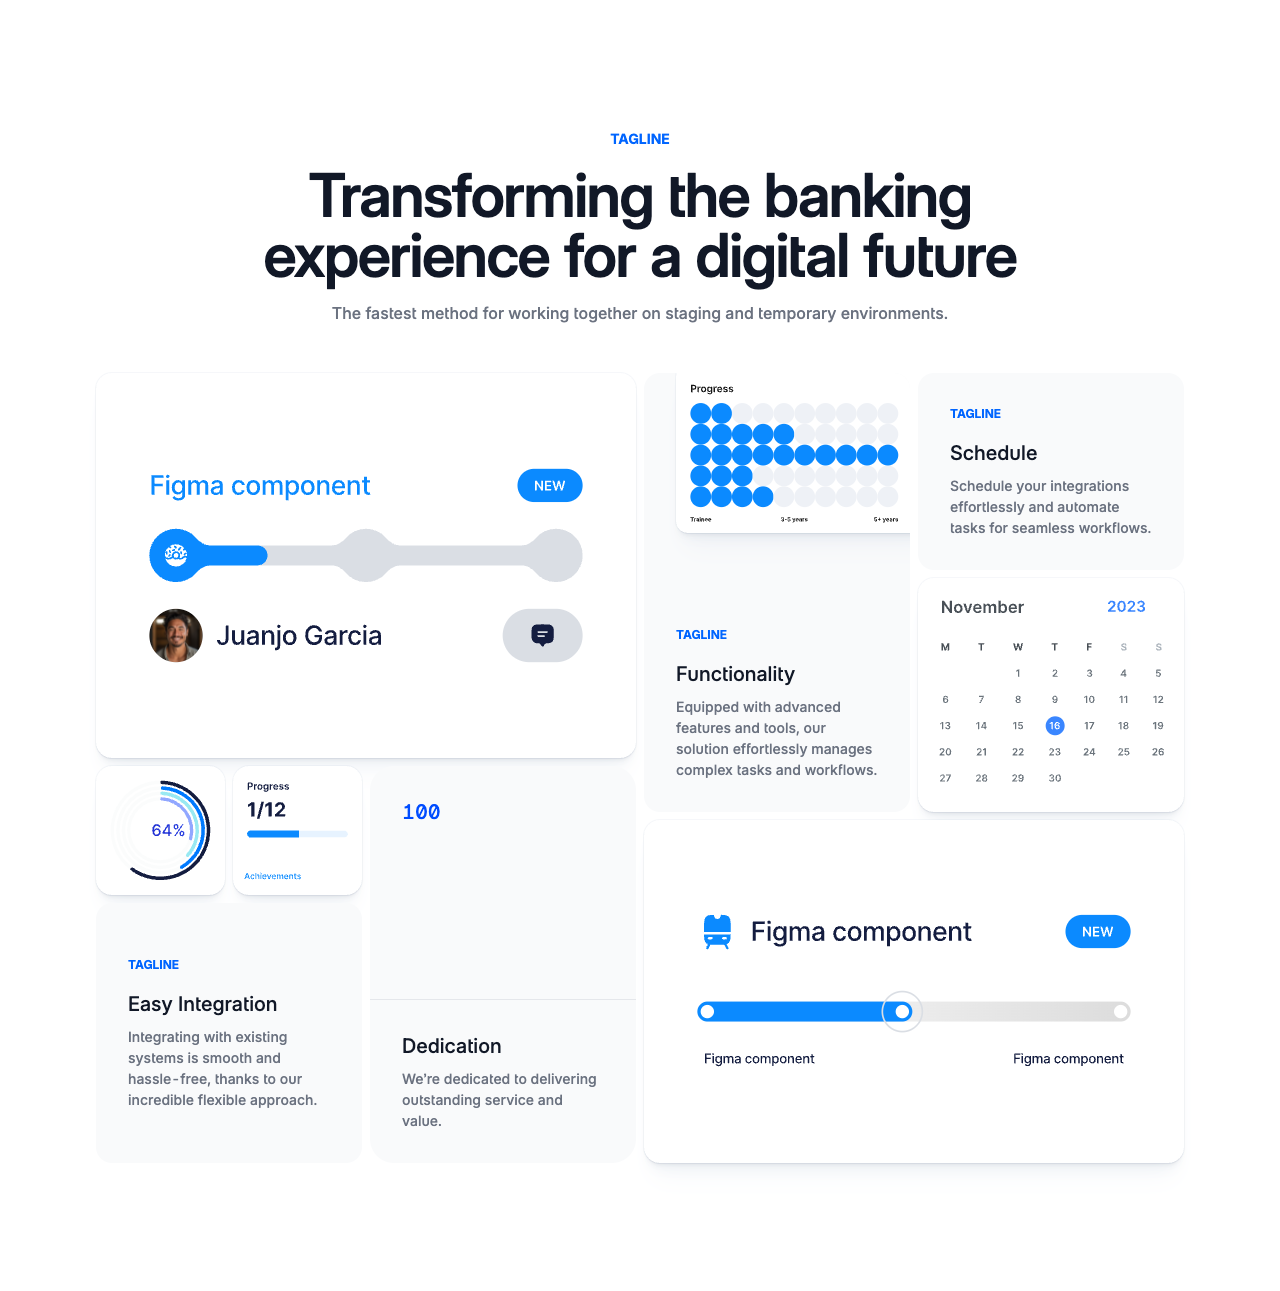 TAGLINE
Transforming the banking
experience for a digital future
The fastest method for working together on staging and temporary environments.
Figma component
NEW
Juanjo Garcia
Progress
Trainee 3-5 years 5+ years
TAGLINE
Functionality
Equipped with advanced
features and tools, our
solution effortlessly manages
complex tasks and workflows.
TAGLINE
Schedule
Schedule your integrations
effortlessly and automate
tasks for seamless workflows.
November 2023
M T W T F S S
1 2 3 4 5
6 7 8 9 10 11 12
13 14 15 16 17 18 19
20 21 22 23 24 25 26
27 28 29 30
64%
Progress
1/12
Achievements
TAGLINE
Easy Integration
Integrating with existing
systems is smooth and
hassle-free, thanks to our
incredible flexible approach.
100
Dedication
We're dedicated to delivering
outstanding service and
value.
Figma component
NEW
Figma component Figma component